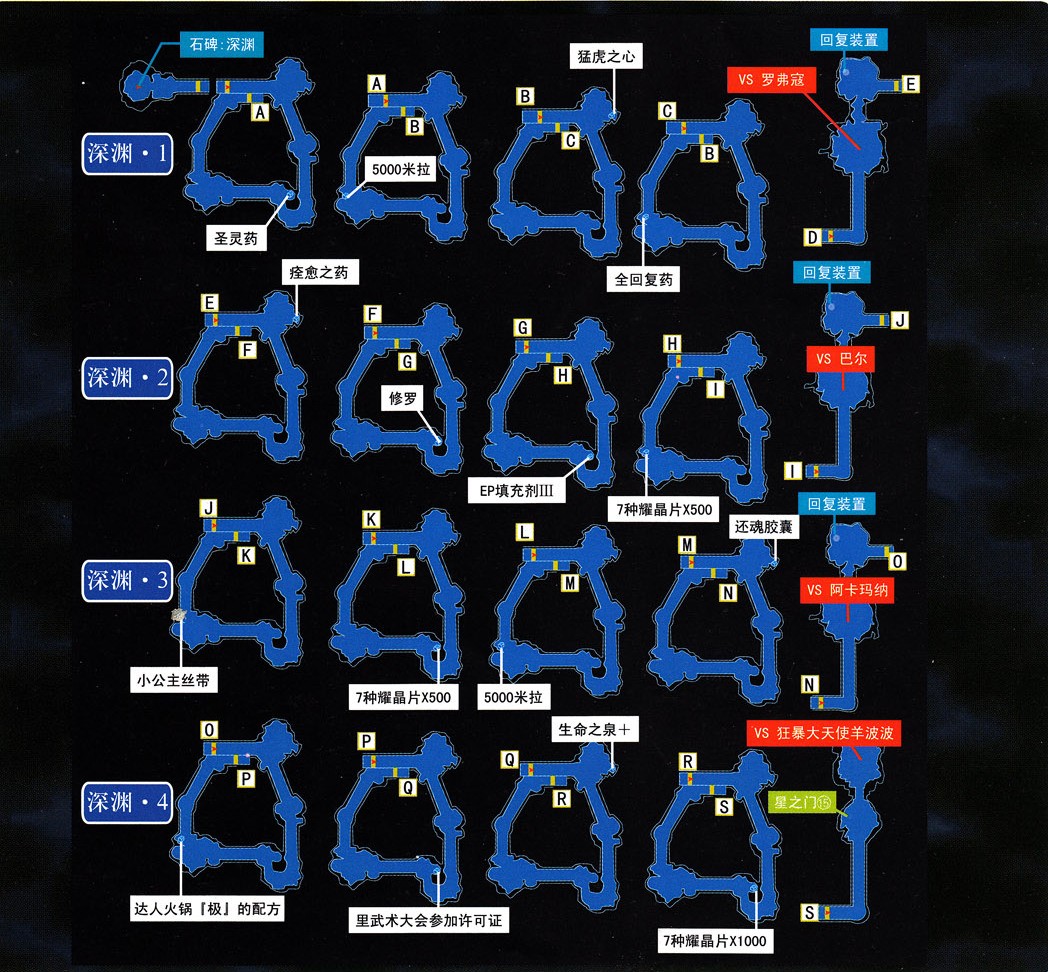 石碑:深渊
回复装置
猛虎之心
VS 罗弗寇
A
A
B
B
C
C
B
E
D
深渊·1
5000米拉
圣灵药
全回复药
痊愈之药
回复装置
E
F
F
G
G
H
H
I
J
I
深渊·2
VS 巴尔
修罗
EP填充剂III
7种耀晶片X500
还魂胶囊
回复装置
J
K
K
L
L
M
M
N
O
N
深渊·3
VS 阿卡玛纳
小公主丝带
7种耀晶片X500
5000米拉
生命之泉＋
VS 狂暴大天使羊波波
O
P
P
Q
Q
R
R
S
星之门⑮
S
深渊·4
达人火锅『极』的配方
里武术大会参加许可证
7种耀晶片X1000